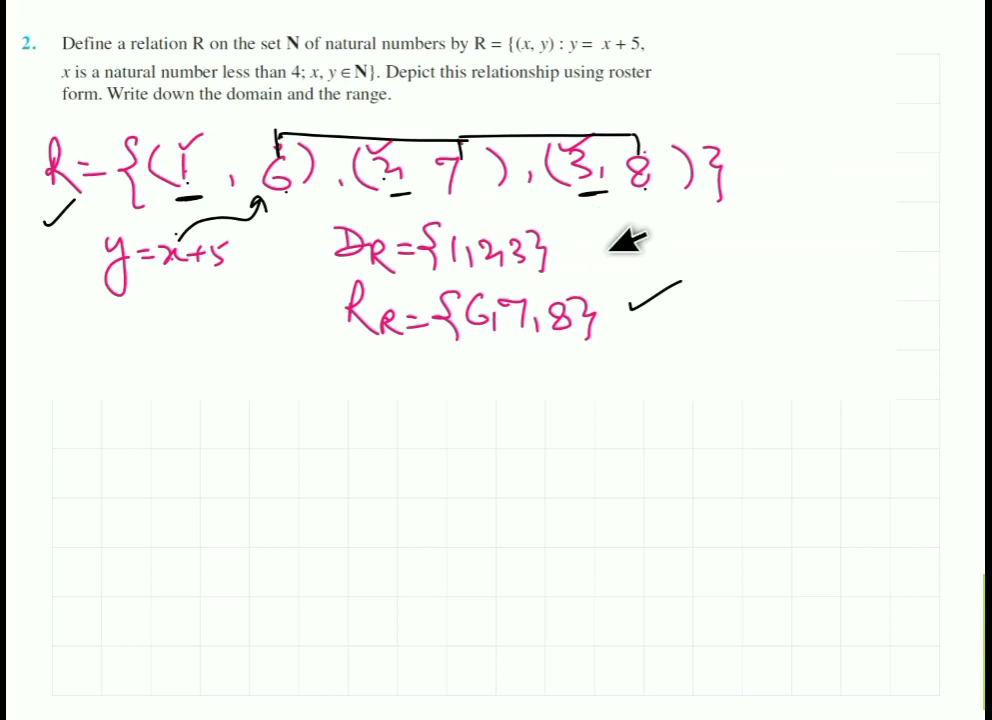 2. Define a relation R on the set N of natural numbers by R = {(x, y) : y = x + 5,
x is a natural number less than 4; x, y ∈ N}. Depict this relationship using roster
form. Write down the domain and the range.
R = {(1, 6), (2, 7), (3, 8)}
y = x+5 D_R = {1, 2, 3}
R_R = {6, 7, 8}